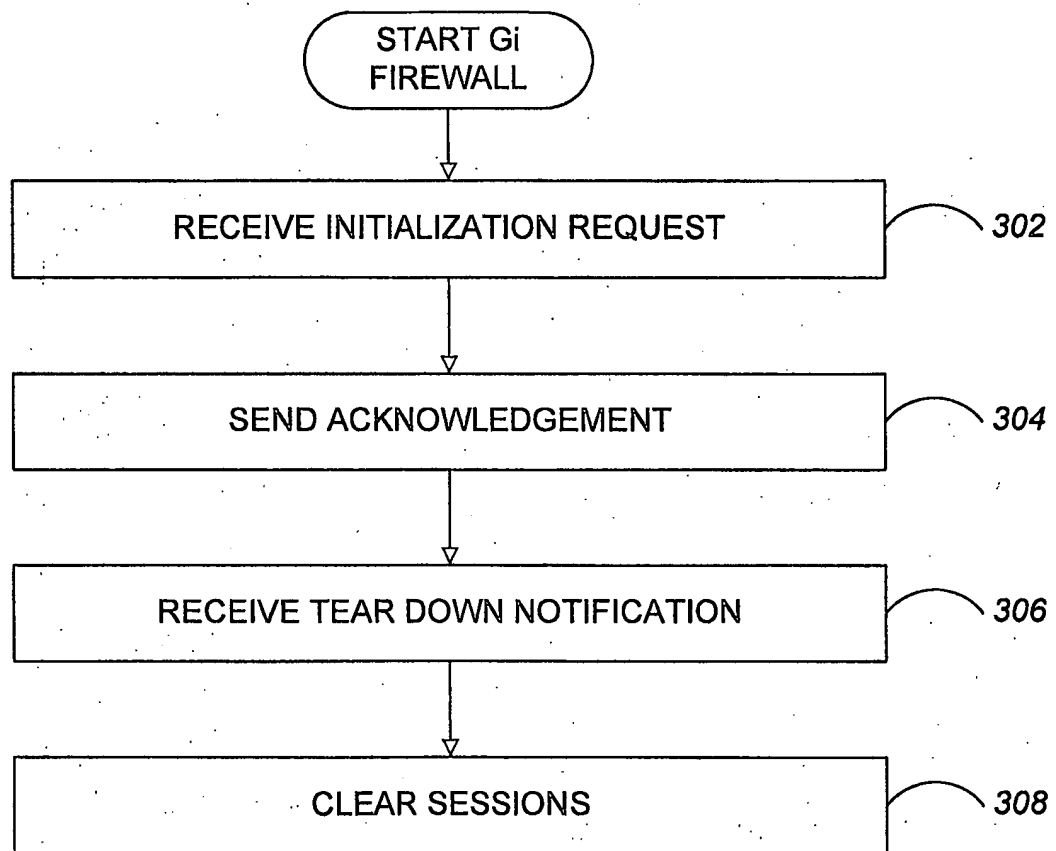 START Gi
FIREWALL
RECEIVE INITIALIZATION REQUEST
302
SEND ACKNOWLEDGEMENT
304
RECEIVE TEAR DOWN NOTIFICATION
306
CLEAR SESSIONS
308